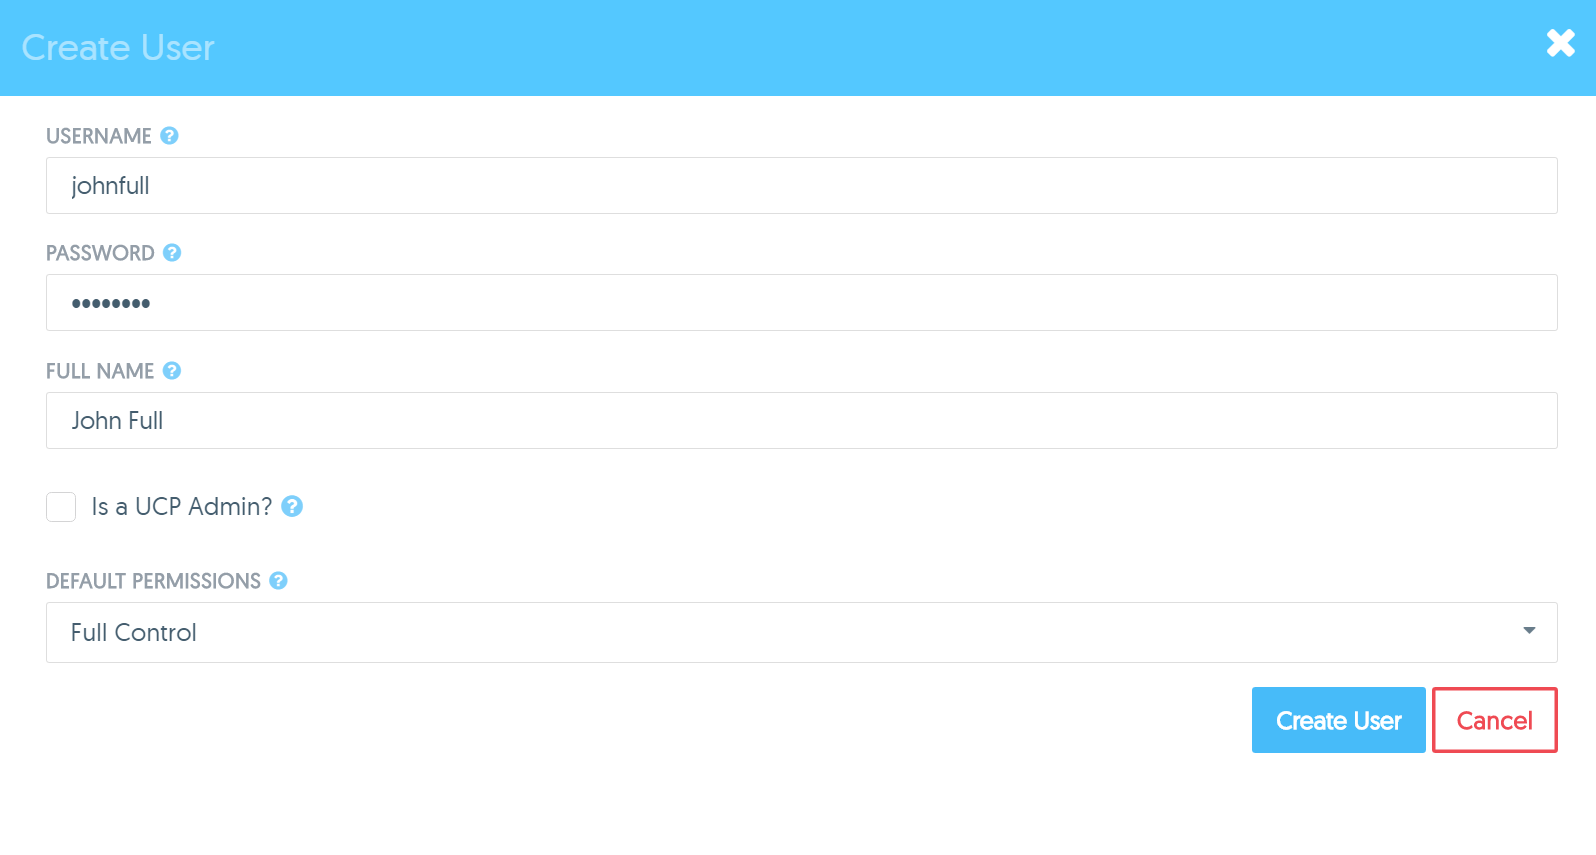 Create User
USERNAME
johnfull
PASSWORD
••••••••
FULL NAME
John Full
Is a UCP Admin?
DEFAULT PERMISSIONS
Full Control
Create User Cancel